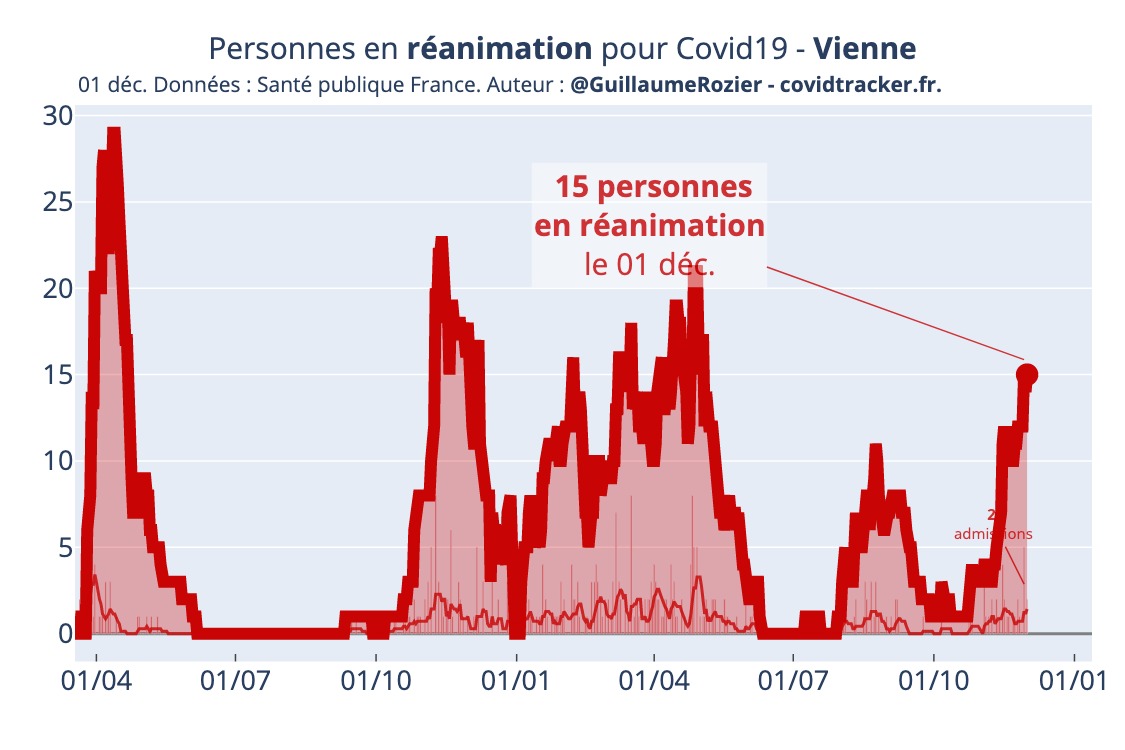 Personnes en réanimation pour Covid19 - Vienne
01 déc. Données : Santé publique France. Auteur : @GuillaumeRozier - covidtracker.fr.
30
25
20
15
10
5
0
15 personnes
en réanimation
le 01 déc.
2
admissions
01/04
01/07
01/10
01/01
01/04
01/07
01/10
01/01